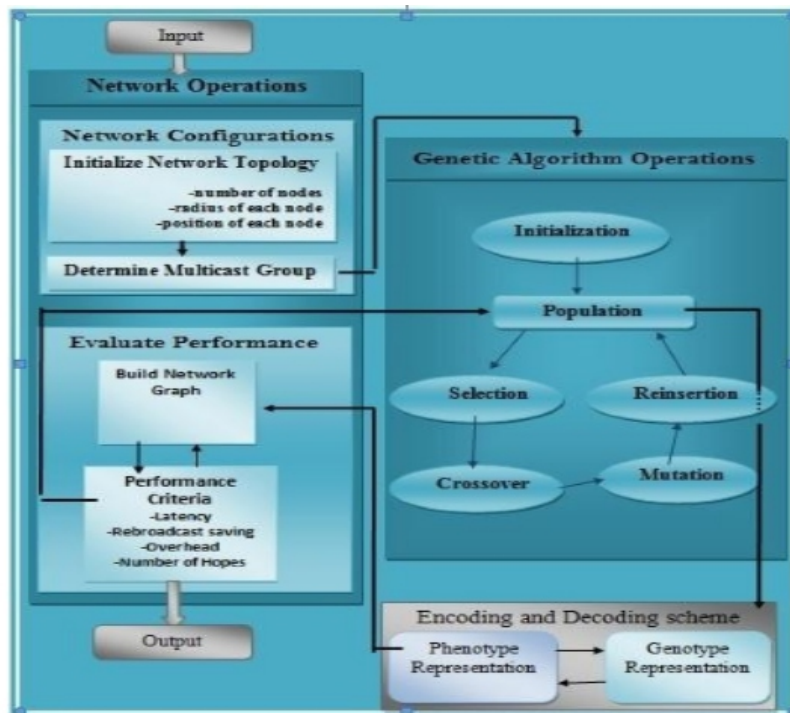 Input
Network Operations
Network Configurations
Initialize Network Topology
-number of nodes
-radius of each node
-position of each node
Determine Multicast Group
Evaluate Performance
Build Network
Graph
Performance
Criteria
-Latency
-Rebroadcast saving
-Overhead
-Number of Hopes
Output
Genetic Algorithm Operations
Initialization
Population
Selection
Reinsertion
Crossover
Mutation
Encoding and Decoding scheme
Phenotype
Representation
Genotype
Representation